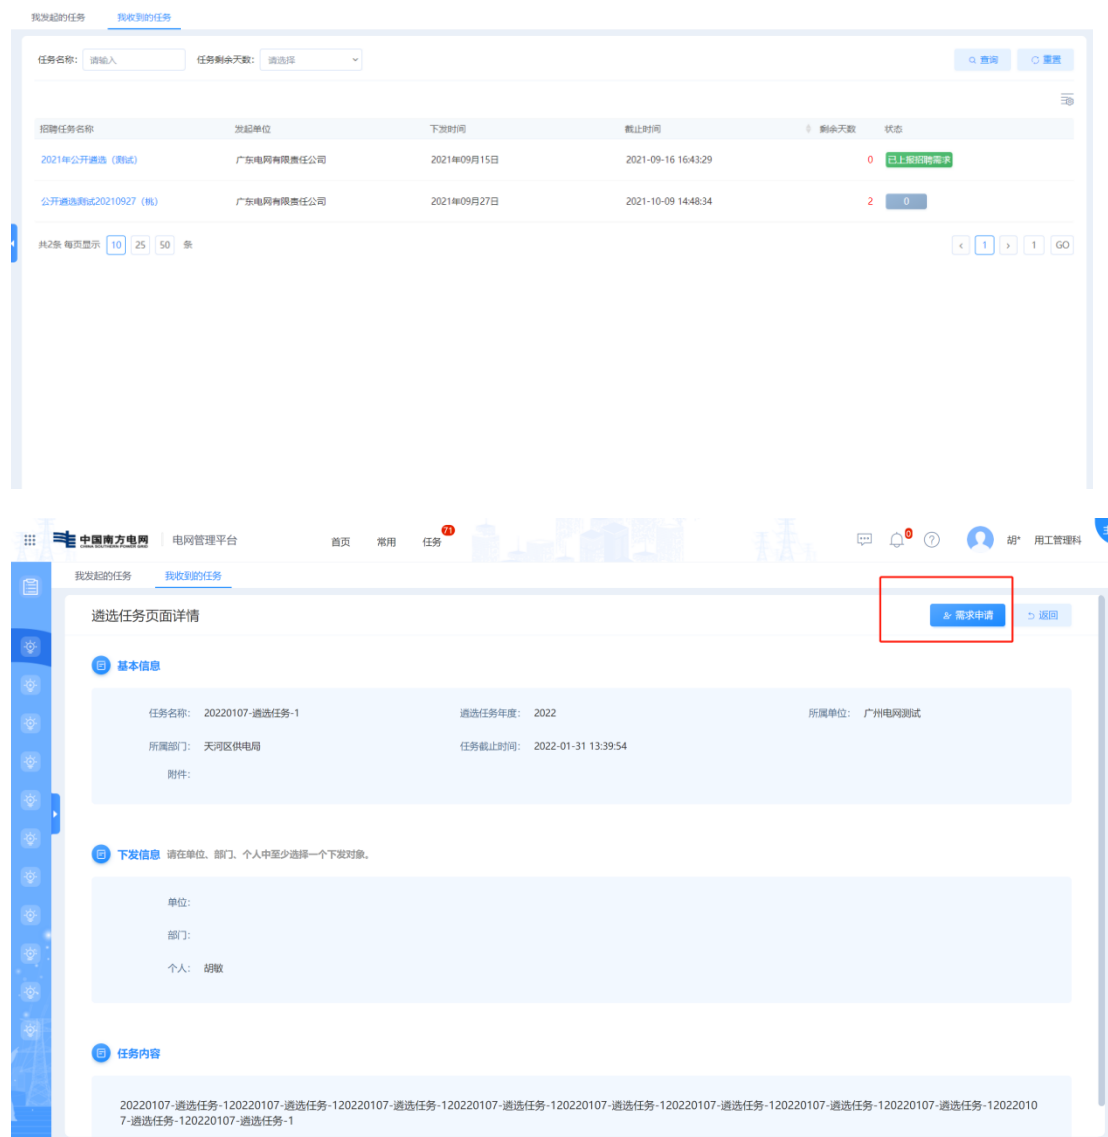 我发起的任务 我收到的任务
任务名称： 请输入 任务剩余天数： 请选择 查询 重置
招聘任务名称 发起单位 下发时间 截止时间 剩余天数 状态
2021年公开遴选（测试） 广东电网有限责任公司 2021年09月15日 2021-09-16 16:43:29 0 已上报招聘需求
公开遴选测试20210927（桃） 广东电网有限责任公司 2021年09月27日 2021-10-09 14:48:34 2 0
共2条 每页显示 10 25 50 条 1 1 GO
中国南方电网 电网管理平台 首页 常用 任务 71 0 胡* 用工管理科
CHINA SOUTHERN POWER GRID
我发起的任务 我收到的任务
遴选任务页面详情 需求申请 返回
基本信息
任务名称： 20220107-遴选任务-1 遴选任务年度： 2022 所属单位： 广州电网测试
所属部门： 天河区供电局 任务截止时间： 2022-01-31 13:39:54
附件：
下发信息 请在单位、部门、个人中至少选择一个下发对象。
单位：
部门：
个人： 胡敏
任务内容
20220107-遴选任务-120220107-遴选任务-120220107-遴选任务-120220107-遴选任务-120220107-遴选任务-120220107-遴选任务-120220107-遴选任务-120220107-遴选任务-12022010
7-遴选任务-120220107-遴选任务-1